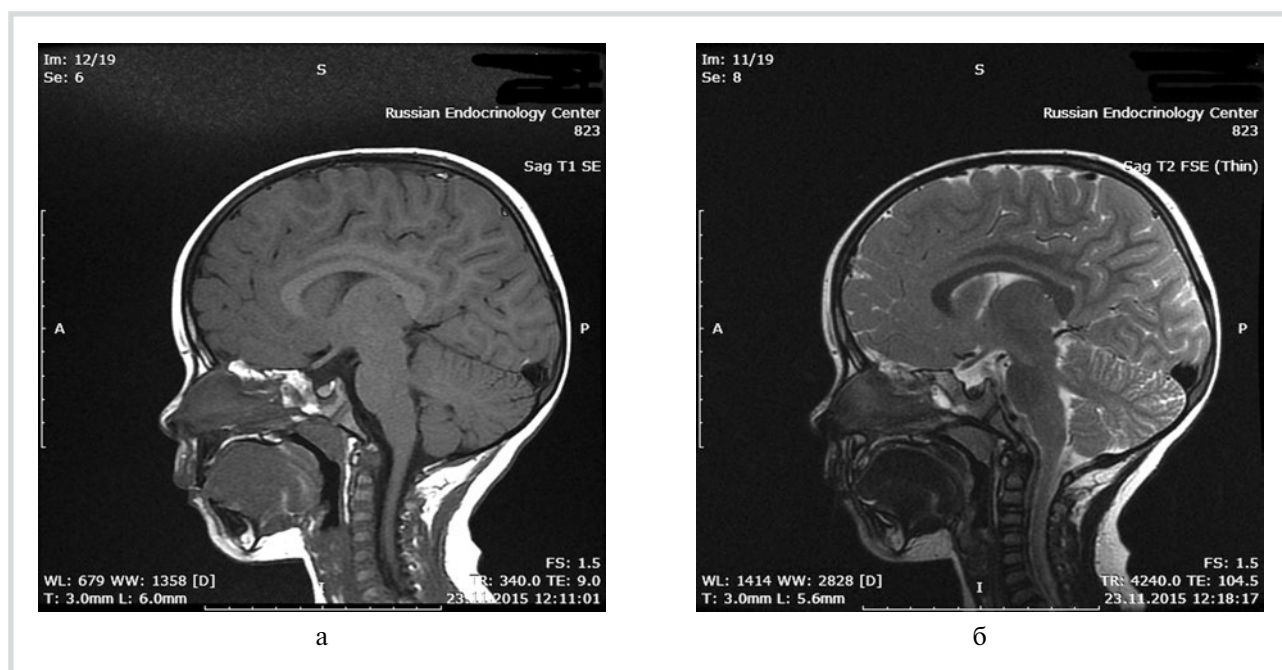 Im: 12/19
Se: 6
S
Russian Endocrinology Center
823
Sag T1 SE
A
P
FS: 1.5
WL: 679 WW: 1358 [D]
TR: 340.0 TE: 9.0
T: 3.0mm L: 6.0mm
I
23.11.2015 12:11:01
а
Im: 11/19
Se: 8
S
Russian Endocrinology Center
823
Sag T2 FSE (Thin)
A
P
FS: 1.5
WL: 1414 WW: 2828 [D]
I
TR: 4240.0 TE: 104.5
T: 3.0mm L: 5.6mm
23.11.2015 12:18:17
б